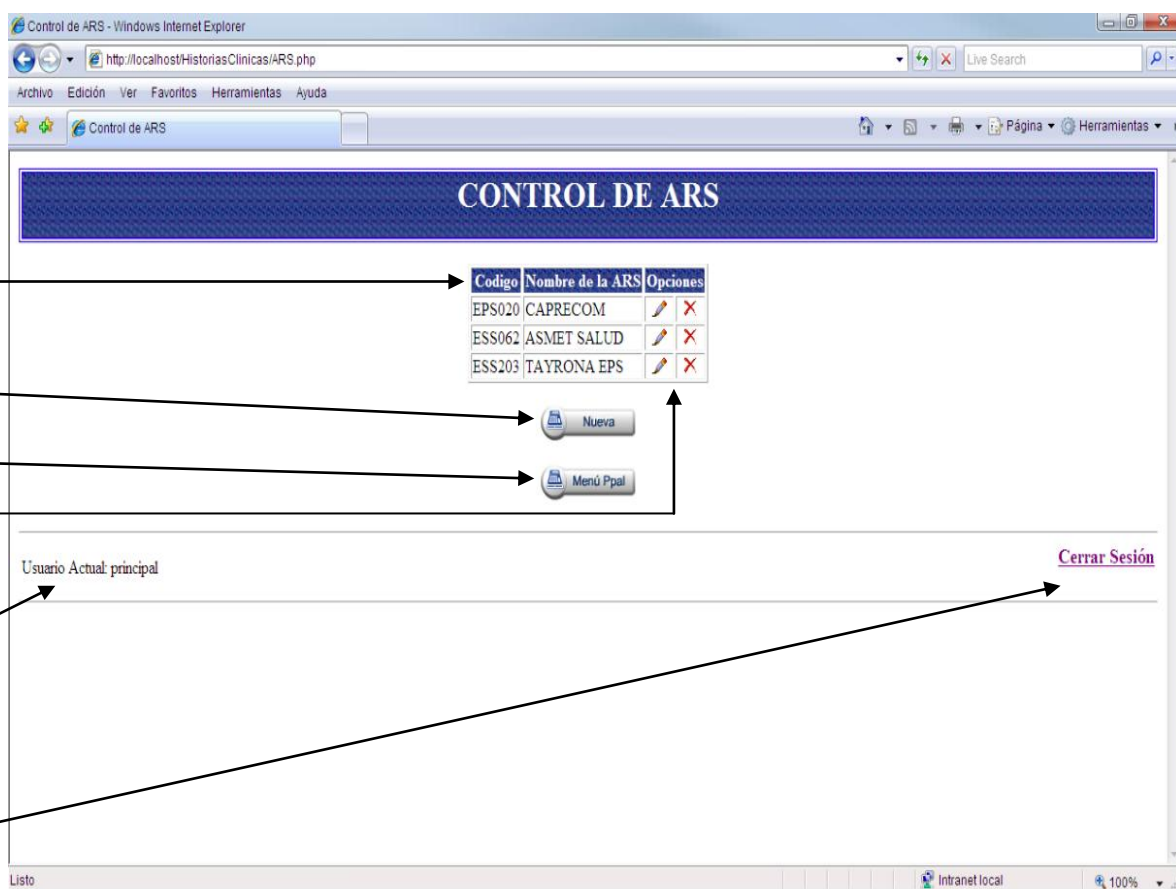 Control de ARS - Windows Internet Explorer
http://localhost/HistoriasClinicas/ARS.php
Live Search
Archivo Edición Ver Favoritos Herramientas Ayuda
Control de ARS
Página Herramientas
CONTROL DE ARS
Codigo Nombre de la ARS Opciones
EPS020 CAPRECOM
ESS062 ASMET SALUD
ESS203 TAYRONA EPS
Nueva
Menú Ppal
Usuario Actual: principal
Cerrar Sesión
Listo
Intranet local
100%